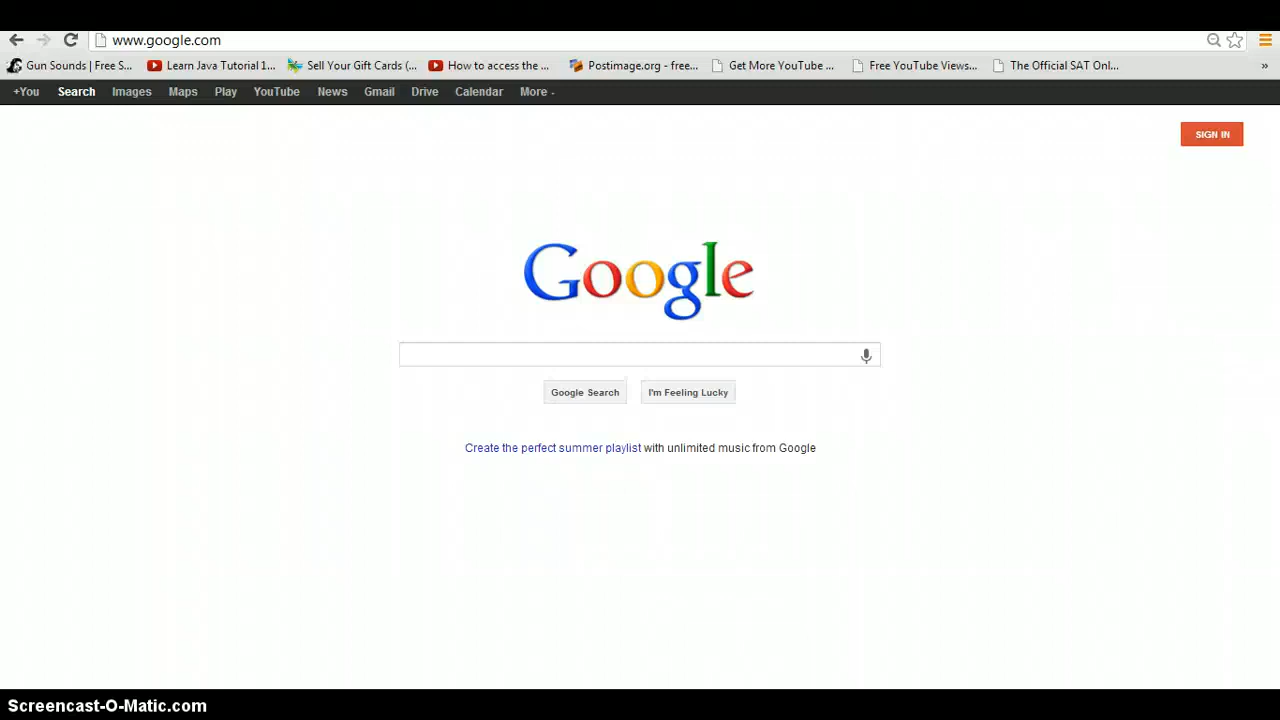 www.google.com
Gun Sounds | Free S... Learn Java Tutorial 1... Sell Your Gift Cards (... How to access the ... Postimage.org - free... Get More YouTube ... Free YouTube Views... The Official SAT Onl... »
+You Search Images Maps Play YouTube News Gmail Drive Calendar More
SIGN IN
Google
Google Search I'm Feeling Lucky
Create the perfect summer playlist with unlimited music from Google
Screencast-O-Matic.com